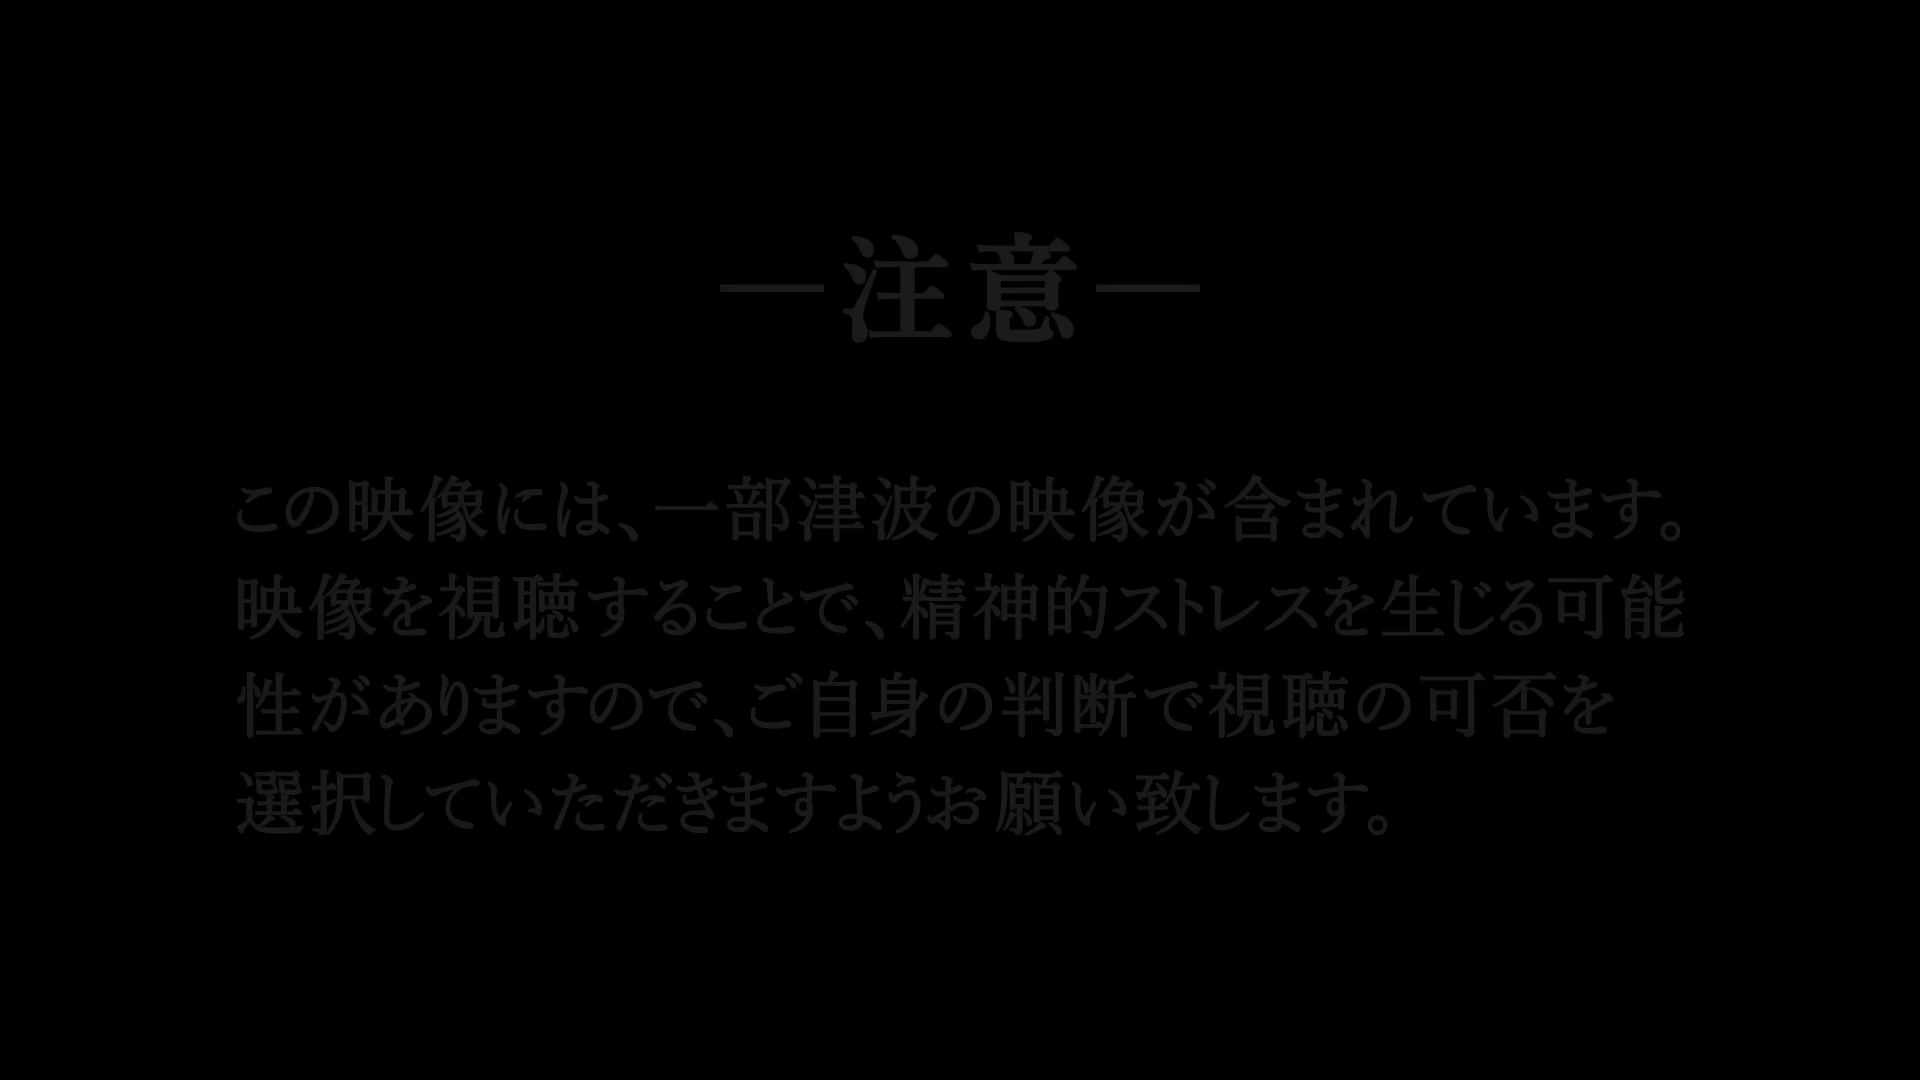 ―注意―
この映像には、一部津波の映像が含まれています。
映像を視聴することで、精神的ストレスを生じる可能
性がありますので、ご自身の判断で視聴の可否を
選択していただきますようお願い致します。